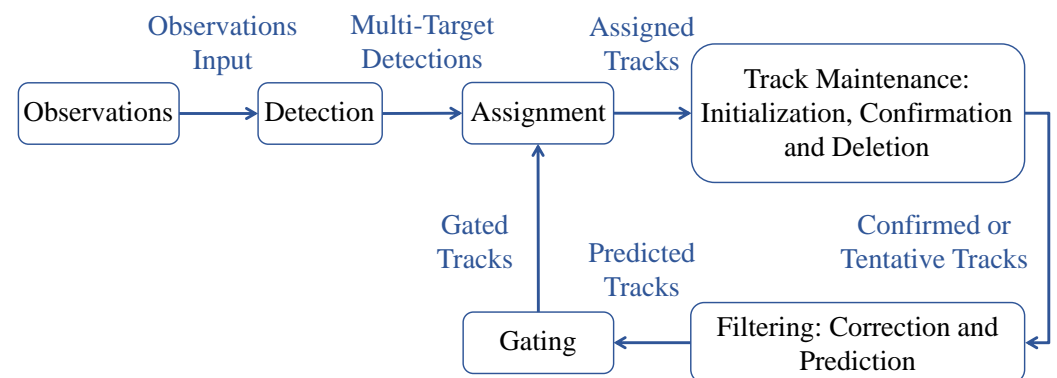 Observations
Input
Multi-Target
Detections
Assigned
Tracks
Observations
Detection
Assignment
Track Maintenance:
Initialization, Confirmation
and Deletion
Gated
Tracks
Predicted
Tracks
Confirmed or
Tentative Tracks
Gating
Filtering: Correction and
Prediction